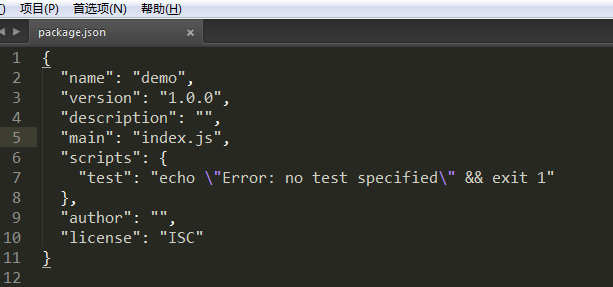 ) 项目(P) 首选项(N) 帮助(H)
package.json ×
1 {
2 "name": "demo",
3 "version": "1.0.0",
4 "description": "",
5 "main": "index.js",
6 "scripts": {
7 "test": "echo \"Error: no test specified\" && exit 1"
8 },
9 "author": "",
10 "license": "ISC"
11 }
12